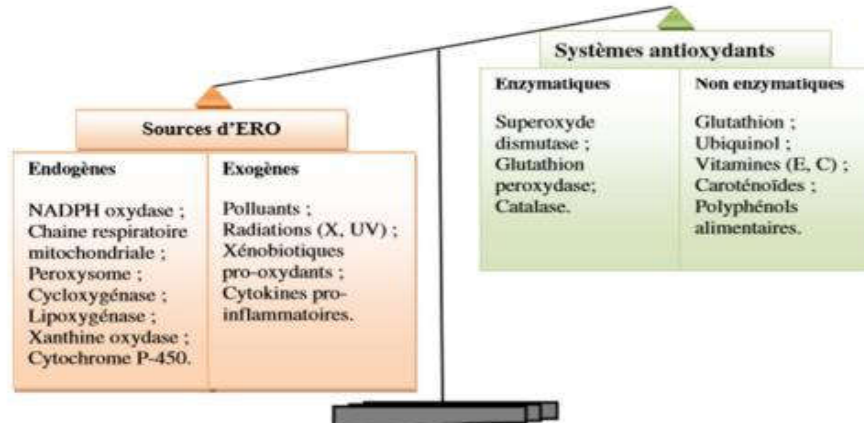 Systèmes antioxydants
Enzymatiques
Superoxyde
dismutase ;
Glutathion
peroxydase;
Catalase.
Non enzymatiques
Glutathion ;
Ubiquinol ;
Vitamines (E, C) ;
Caroténoïdes ;
Polyphénols
alimentaires.
Sources d'ERO
Endogènes
NADPH oxydase ;
Chaine respiratoire
mitochondriale ;
Peroxysome ;
Cycloxygénase ;
Lipoxygénase ;
Xanthine oxydase ;
Cytochrome P-450.
Exogènes
Polluants ;
Radiations (X, UV) ;
Xénobiotiques
pro-oxydants ;
Cytokines pro-
inflammatoires.